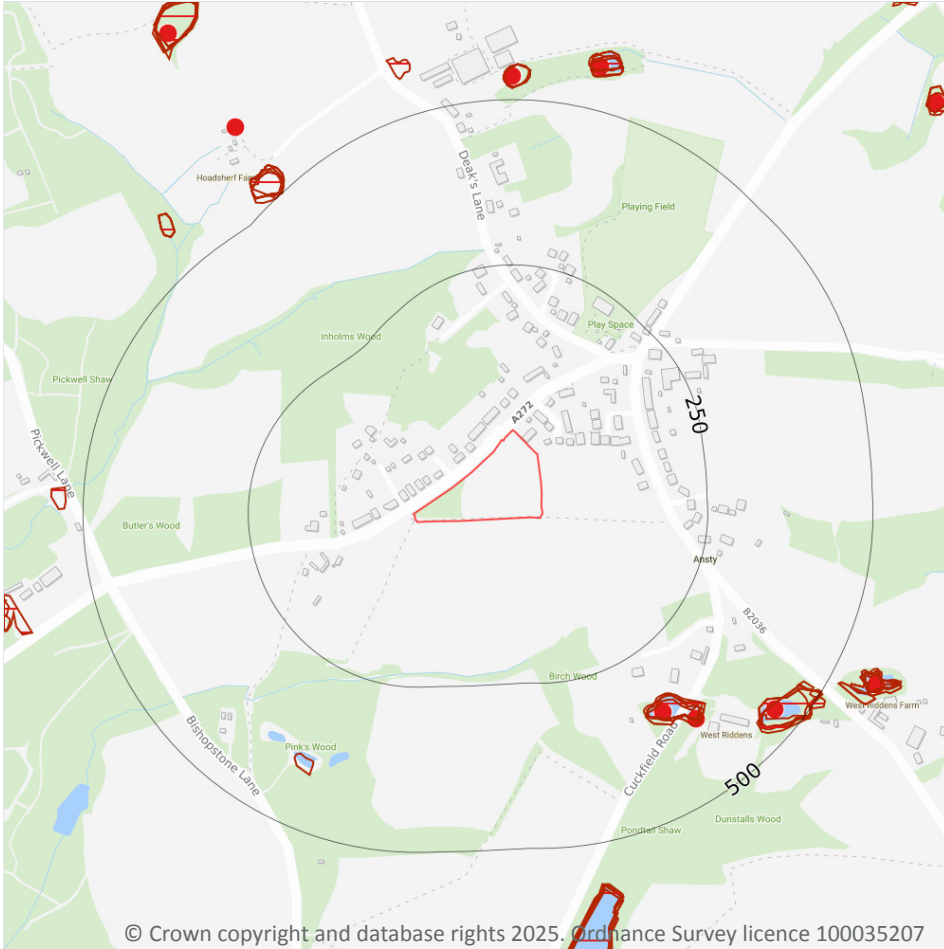 Deak's Lane
Hoadsherf Farm
Playing Field
Inholms Wood
Play Space
Pickwell Shaw
A272
250
Pickwell Lane
Butler's Wood
Ansty
B2036
Birch Wood
West Riddens Farm
Bishopstone Lane
West Riddens
Pink's Wood
Cuckfield Road
500
Dunstalls Wood
Pondtail Shaw
© Crown copyright and database rights 2025. Ordnance Survey licence 100035207